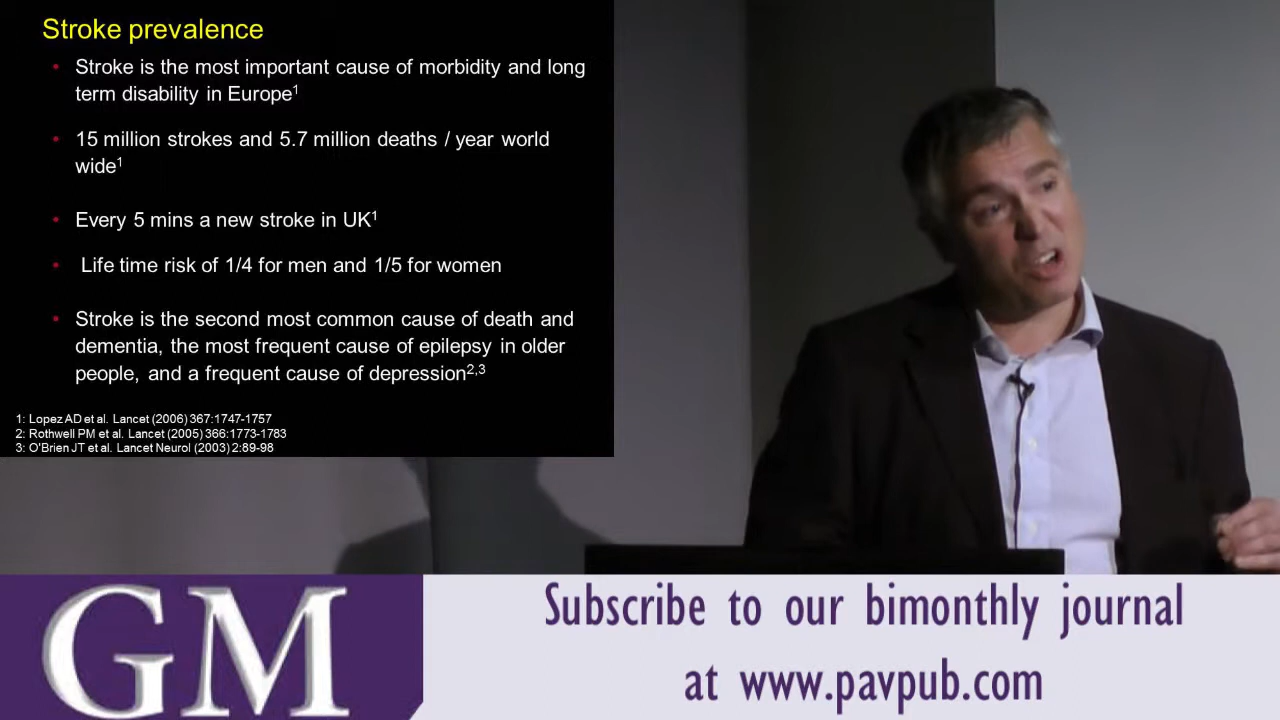 Stroke prevalence
• Stroke is the most important cause of morbidity and long
term disability in Europe¹
• 15 million strokes and 5.7 million deaths / year world
wide¹
• Every 5 mins a new stroke in UK¹
• Life time risk of 1/4 for men and 1/5 for women
• Stroke is the second most common cause of death and
dementia, the most frequent cause of epilepsy in older
people, and a frequent cause of depression²,³
1: Lopez AD et al. Lancet (2006) 367:1747-1757
2: Rothwell PM et al. Lancet (2005) 366:1773-1783
3: O'Brien JT et al. Lancet Neurol (2003) 2:89-98
GM
Subscribe to our bimonthly journal
at www.pavpub.com